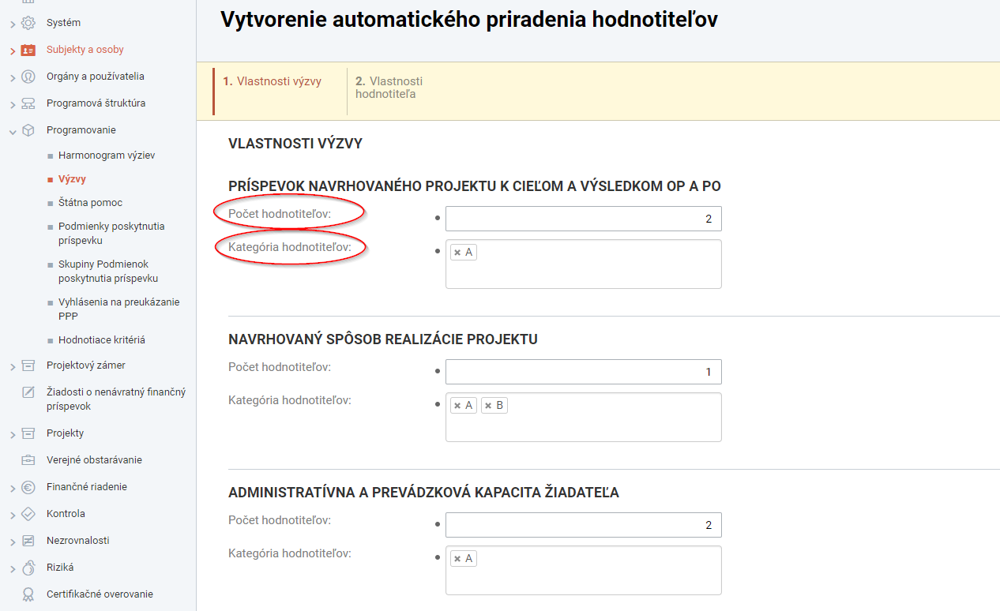 Systém
Subjekty a osoby
Orgány a používatelia
Programová štruktúra
Programovanie
Harmonogram výziev
Výzvy
Štátna pomoc
Podmienky poskytnutia
príspevku
Skupiny Podmienok
poskytnutia príspevku
Vyhlásenia na preukázanie
PPP
Hodnotiace kritériá
Projektový zámer
Žiadosti o nenávratný finančný
príspevok
Projekty
Verejné obstarávanie
Finančné riadenie
Kontrola
Nezrovnalosti
Riziká
Certifikačné overovanie
Vytvorenie automatického priradenia hodnotiteľov
1. Vlastnosti výzvy
2. Vlastnosti
hodnotiteľa
VLASTNOSTI VÝZVY
PRÍSPEVOK NAVRHOVANÉHO PROJEKTU K CIEĽOM A VÝSLEDKOM OP A PO
Počet hodnotiteľov: 2
Kategória hodnotiteľov: × A
NAVRHOVANÝ SPÔSOB REALIZÁCIE PROJEKTU
Počet hodnotiteľov: 1
Kategória hodnotiteľov: × A × B
ADMINISTRATÍVNA A PREVÁDZKOVÁ KAPACITA ŽIADATEĽA
Počet hodnotiteľov: 2
Kategória hodnotiteľov: × A